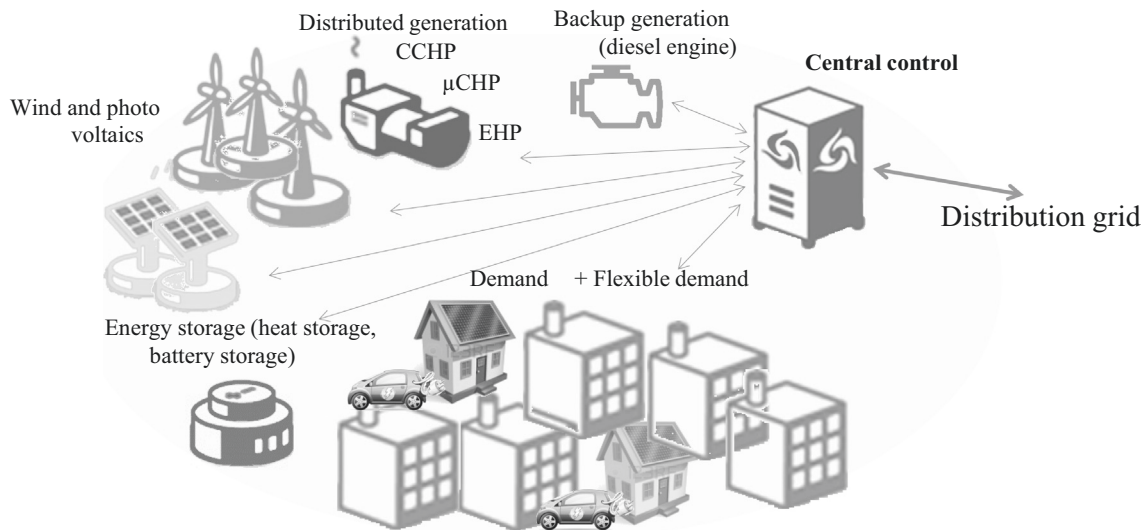 Distributed generation
CCHP
µCHP
EHP
Backup generation
(diesel engine)
Central control
Wind and photo
voltaics
Distribution grid
Demand + Flexible demand
Energy storage (heat storage,
battery storage)